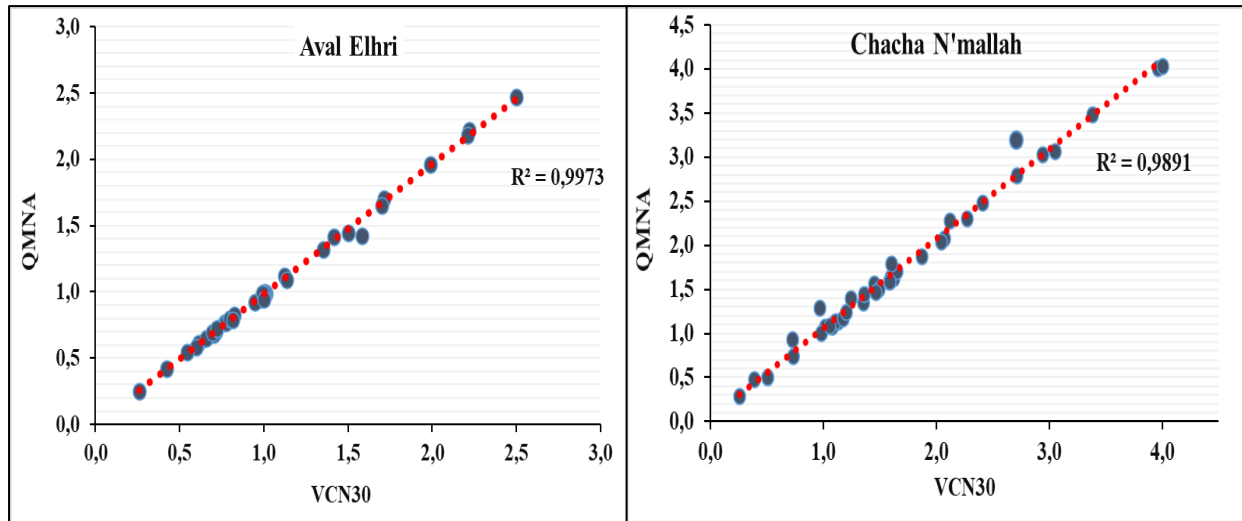 Aval Elhri
QMNA
3,0
2,5
2,0
1,5
1,0
0,5
0,0
R² = 0,9973
0,0 0,5 1,0 1,5 2,0 2,5 3,0
VCN30
Chacha N'mallah
QMNA
4,5
4,0
3,5
3,0
2,5
2,0
1,5
1,0
0,5
0,0
R² = 0,9891
0,0 1,0 2,0 3,0 4,0
VCN30